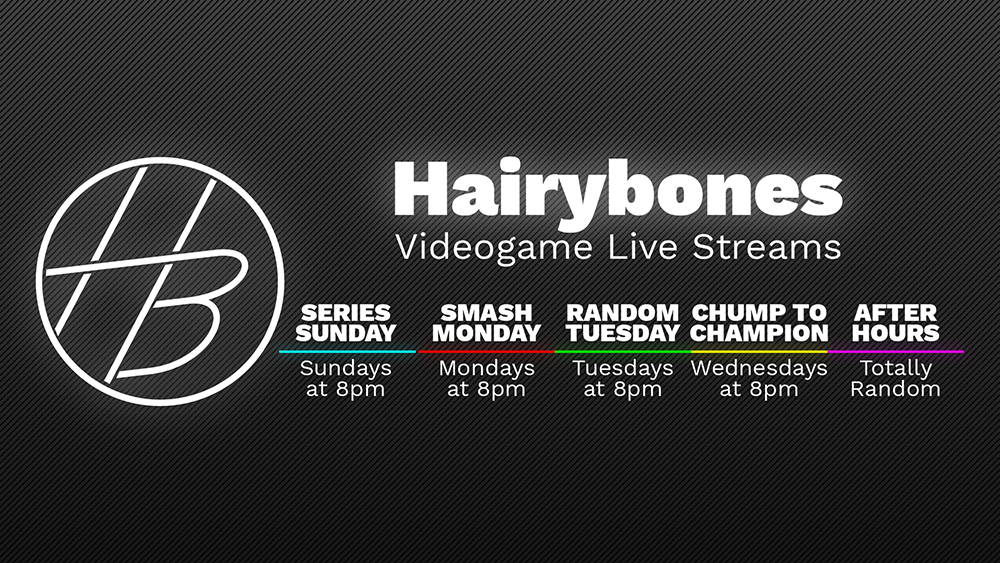 HB
Hairybones
Videogame Live Streams
SERIES
SUNDAY
Sundays
at 8pm
SMASH
MONDAY
Mondays
at 8pm
RANDOM
TUESDAY
Tuesdays
at 8pm
CHUMP TO
CHAMPION
Wednesdays
at 8pm
AFTER
HOURS
Totally
Random